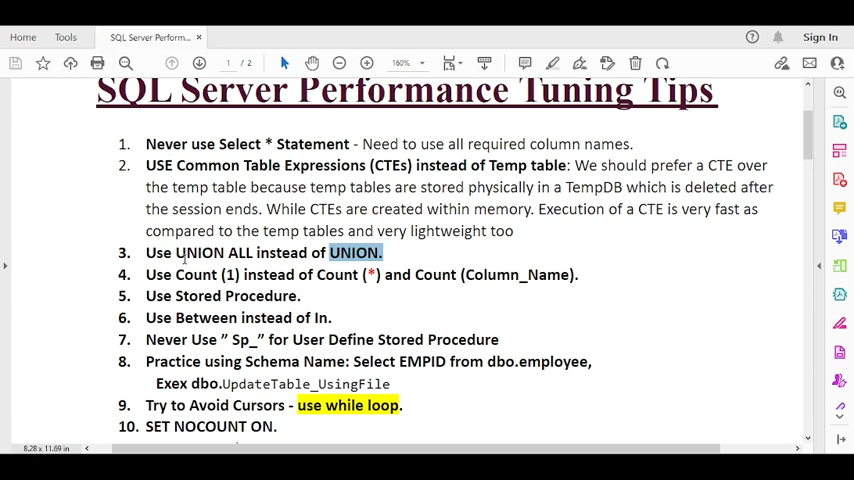 Home Tools SQL Server Perform... × Sign In
1 / 2 160%
SQL Server Performance Tuning Tips
1. Never use Select * Statement - Need to use all required column names.
2. USE Common Table Expressions (CTEs) instead of Temp table: We should prefer a CTE over
the temp table because temp tables are stored physically in a TempDB which is deleted after
the session ends. While CTEs are created within memory. Execution of a CTE is very fast as
compared to the temp tables and very lightweight too
3. Use UNION ALL instead of UNION.
4. Use Count (1) instead of Count (*) and Count (Column_Name).
5. Use Stored Procedure.
6. Use Between instead of In.
7. Never Use ” Sp_” for User Define Stored Procedure
8. Practice using Schema Name: Select EMPID from dbo.employee,
Exex dbo.UpdateTable_UsingFile
9. Try to Avoid Cursors - use while loop.
10. SET NOCOUNT ON.
8.28 x 11.69 in